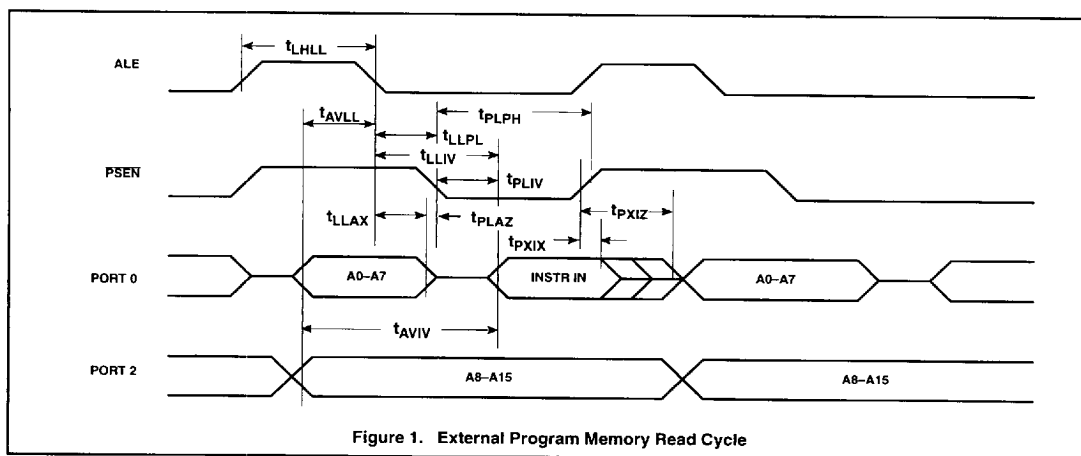 tLHLL
ALE
tAVLL
tPLPH
tLLPL
tLLIV
PSEN
tPLIV
tLLAX
tPLAZ
tPXIZ
tPXIX
PORT 0
A0–A7
INSTR IN
A0–A7
tAVIV
PORT 2
A8–A15
A8–A15
Figure 1. External Program Memory Read Cycle